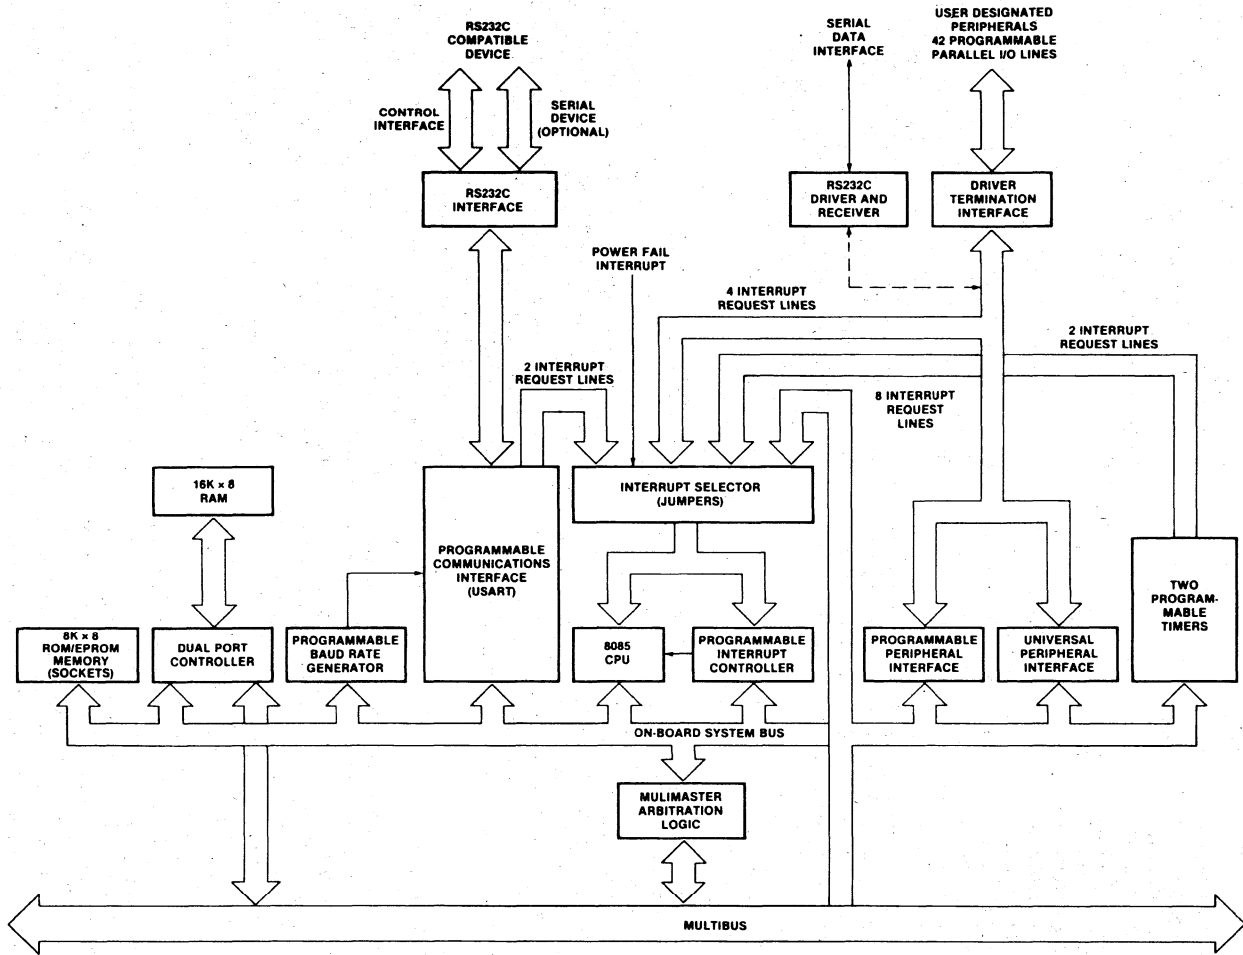 RS232C
COMPATIBLE
DEVICE
SERIAL
DATA
INTERFACE
USER DESIGNATED
PERIPHERALS
42 PROGRAMMABLE
PARALLEL I/O LINES
CONTROL
INTERFACE
SERIAL
DEVICE
(OPTIONAL)
RS232C
INTERFACE
RS232C
DRIVER AND
RECEIVER
DRIVER
TERMINATION
INTERFACE
POWER FAIL
INTERRUPT
4 INTERRUPT
REQUEST LINES
2 INTERRUPT
REQUEST LINES
2 INTERRUPT
REQUEST LINES
8 INTERRUPT
REQUEST
LINES
16K × 8
RAM
INTERRUPT SELECTOR
(JUMPERS)
PROGRAMMABLE
COMMUNICATIONS
INTERFACE
(USART)
TWO
PROGRAM-
MABLE
TIMERS
8K × 8
ROM/EPROM
MEMORY
(SOCKETS)
DUAL PORT
CONTROLLER
PROGRAMMABLE
BAUD RATE
GENERATOR
8085
CPU
PROGRAMMABLE
INTERRUPT
CONTROLLER
PROGRAMMABLE
PERIPHERAL
INTERFACE
UNIVERSAL
PERIPHERAL
INTERFACE
ON-BOARD SYSTEM BUS
MULIMASTER
ARBITRATION
LOGIC
MULTIBUS